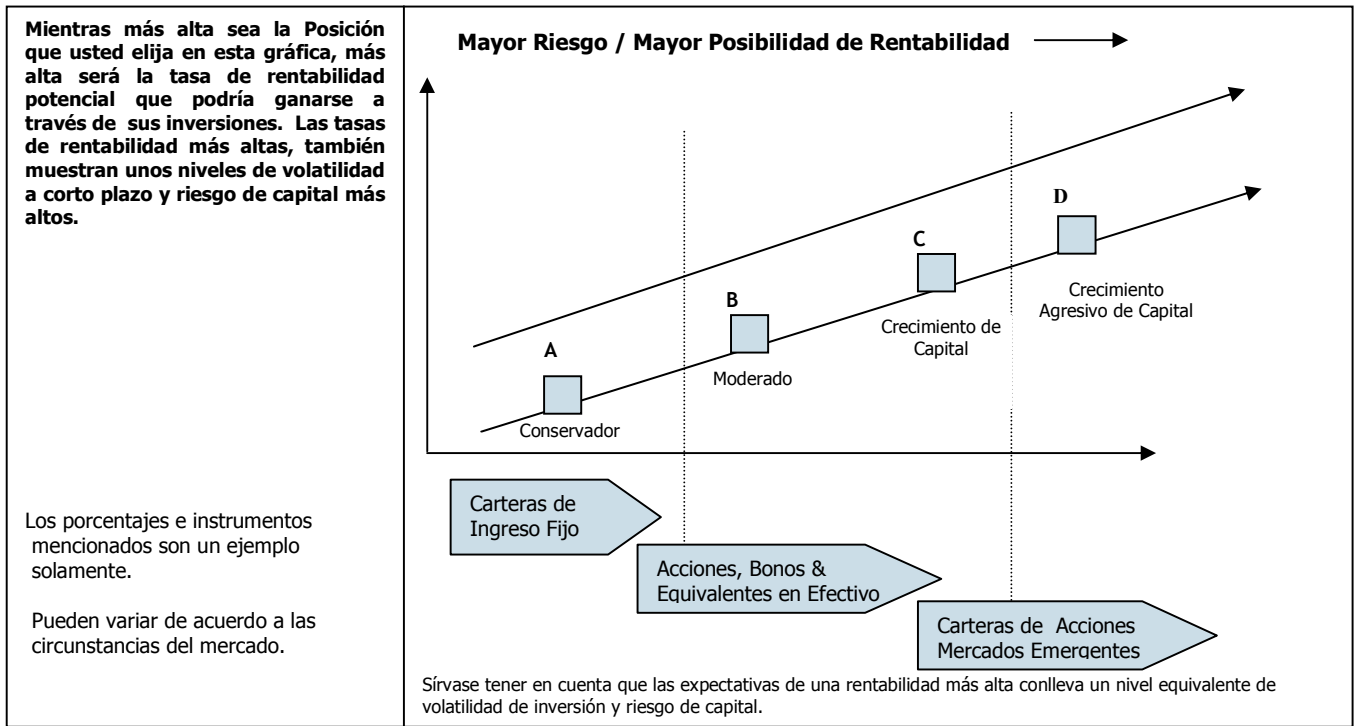 Mientras más alta sea la Posición
que usted elija en esta gráfica, más
alta será la tasa de rentabilidad
potencial que podría ganarse a
través de sus inversiones. Las tasas
de rentabilidad más altas, también
muestran unos niveles de volatilidad
a corto plazo y riesgo de capital más
altos.
Los porcentajes e instrumentos
mencionados son un ejemplo
solamente.
Pueden variar de acuerdo a las
circunstancias del mercado.
Mayor Riesgo / Mayor Posibilidad de Rentabilidad
A
Conservador
B
Moderado
C
Crecimiento de
Capital
D
Crecimiento
Agresivo de Capital
Carteras de
Ingreso Fijo
Acciones, Bonos &
Equivalentes en Efectivo
Carteras de Acciones
Mercados Emergentes
Sírvase tener en cuenta que las expectativas de una rentabilidad más alta conlleva un nivel equivalente de
volatilidad de inversión y riesgo de capital.